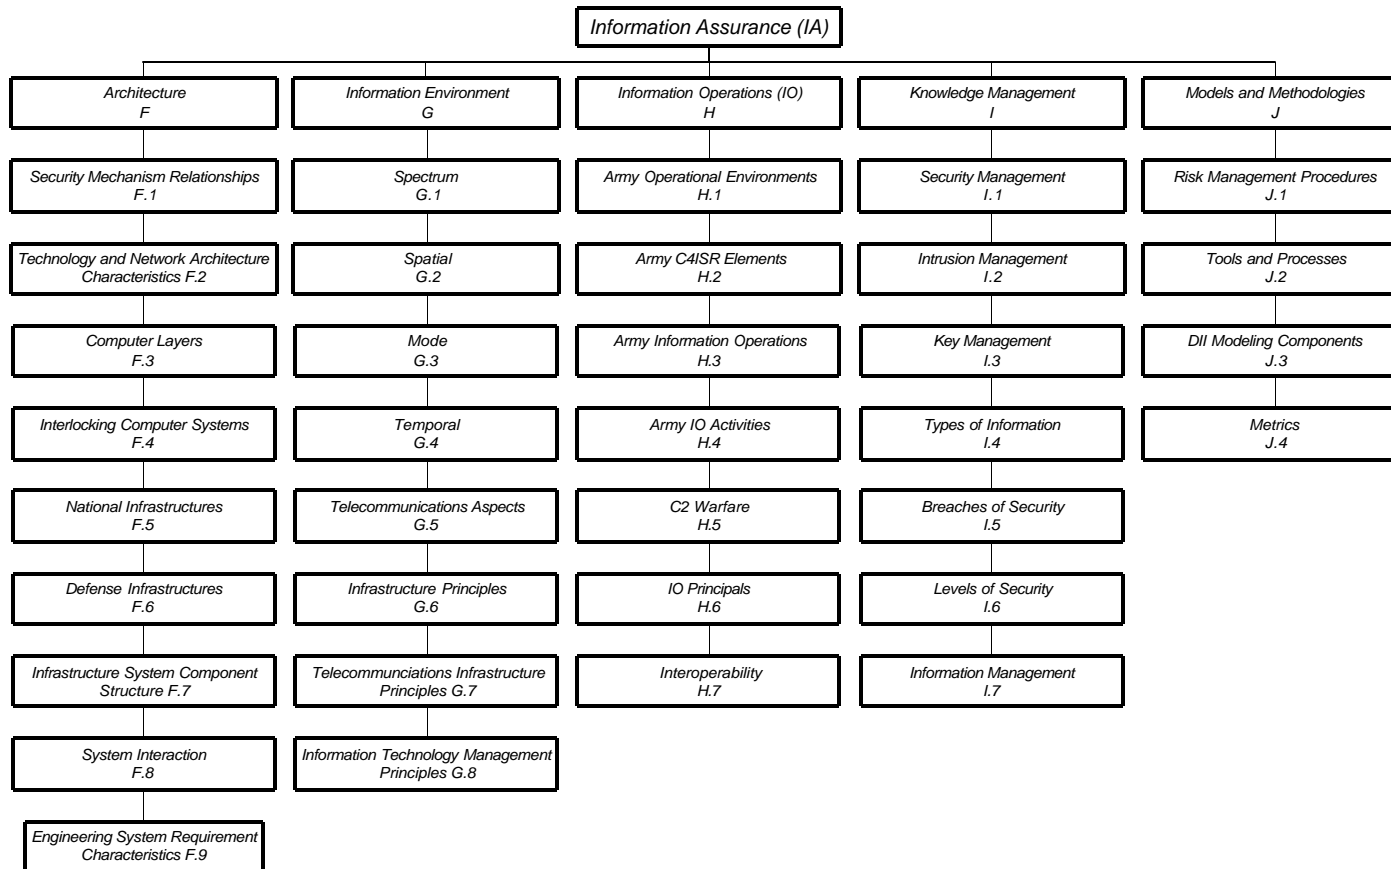 Information Assurance (IA)
Architecture
F
Information Environment
G
Information Operations (IO)
H
Knowledge Management
I
Models and Methodologies
J
Security Mechanism Relationships
F.1
Spectrum
G.1
Army Operational Environments
H.1
Security Management
I.1
Risk Management Procedures
J.1
Technology and Network Architecture
Characteristics F.2
Spatial
G.2
Army C4ISR Elements
H.2
Intrusion Management
I.2
Tools and Processes
J.2
Computer Layers
F.3
Mode
G.3
Army Information Operations
H.3
Key Management
I.3
DII Modeling Components
J.3
Interlocking Computer Systems
F.4
Temporal
G.4
Army IO Activities
H.4
Types of Information
I.4
Metrics
J.4
National Infrastructures
F.5
Telecommunications Aspects
G.5
C2 Warfare
H.5
Breaches of Security
I.5
Defense Infrastructures
F.6
Infrastructure Principles
G.6
IO Principals
H.6
Levels of Security
I.6
Infrastructure System Component
Structure F.7
Telecommunciations Infrastructure
Principles G.7
Interoperability
H.7
Information Management
I.7
System Interaction
F.8
Information Technology Management
Principles G.8
Engineering System Requirement
Characteristics F.9